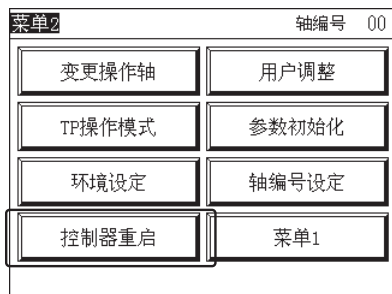 菜单2 轴编号 00
变更操作轴 用户调整
TP操作模式 参数初始化
环境设定 轴编号设定
控制器重启 菜单1